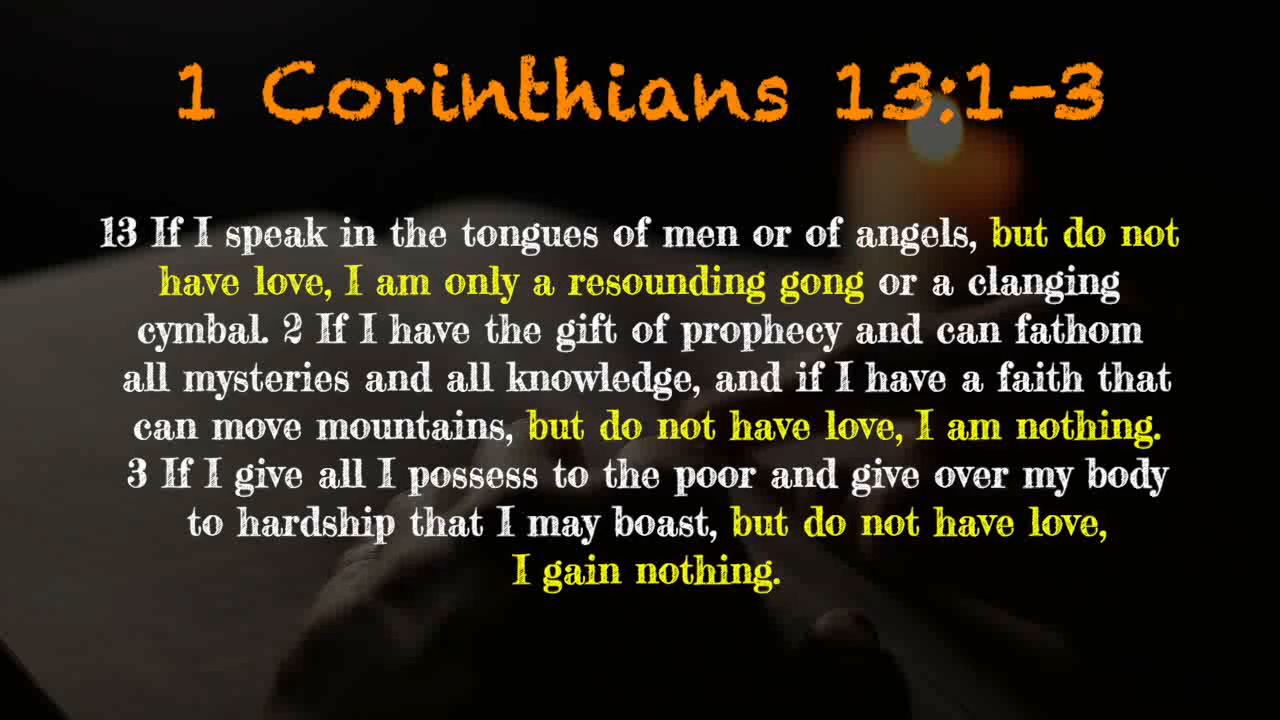 1 Corinthians 13:1-3
13 If I speak in the tongues of men or of angels, but do not
have love, I am only a resounding gong or a clanging
cymbal. 2 If I have the gift of prophecy and can fathom
all mysteries and all knowledge, and if I have a faith that
can move mountains, but do not have love, I am nothing.
3 If I give all I possess to the poor and give over my body
to hardship that I may boast, but do not have love,
I gain nothing.